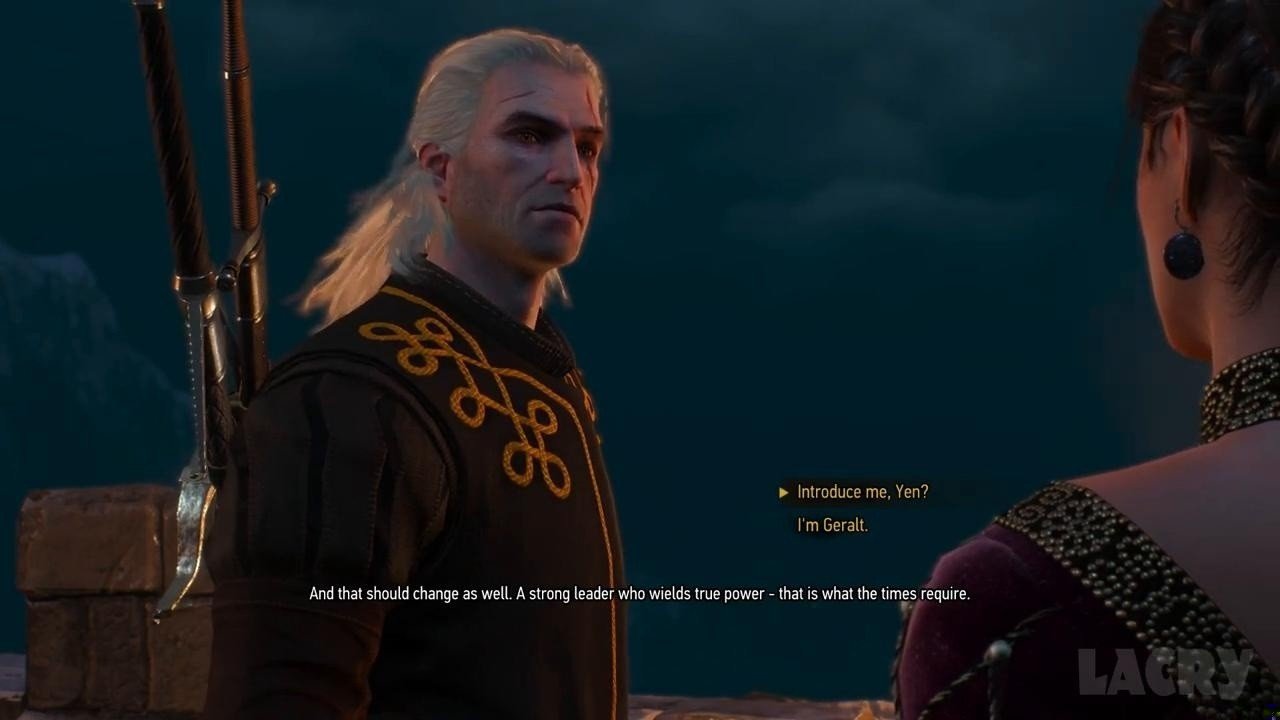 Introduce me, Yen?
I'm Geralt.
And that should change as well. A strong leader who wields true power - that is what the times require.
LACRY